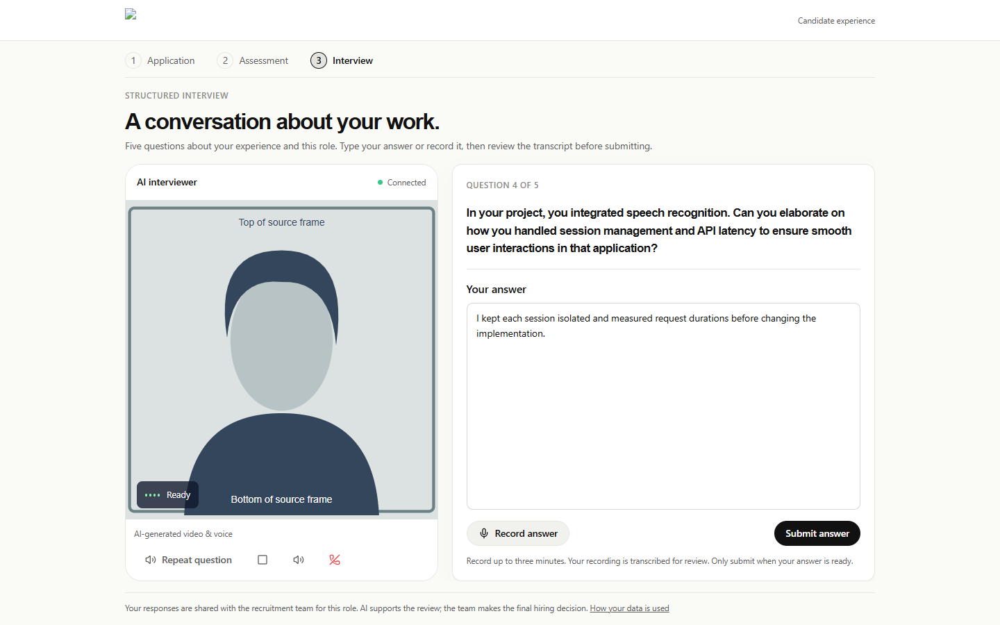 Candidate experience
1 Application
2 Assessment
3 Interview
STRUCTURED INTERVIEW
A conversation about your work.
Five questions about your experience and this role. Type your answer or record it, then review the transcript before submitting.
AI interviewer
Connected
Top of source frame
Ready
Bottom of source frame
AI-generated video & voice
Repeat question
QUESTION 4 OF 5
In your project, you integrated speech recognition. Can you elaborate on
how you handled session management and API latency to ensure smooth
user interactions in that application?
Your answer
I kept each session isolated and measured request durations before changing the
implementation.
Record answer
Submit answer
Record up to three minutes. Your recording is transcribed for review. Only submit when your answer is ready.
Your responses are shared with the recruitment team for this role. AI supports the review; the team makes the final hiring decision. How your data is used